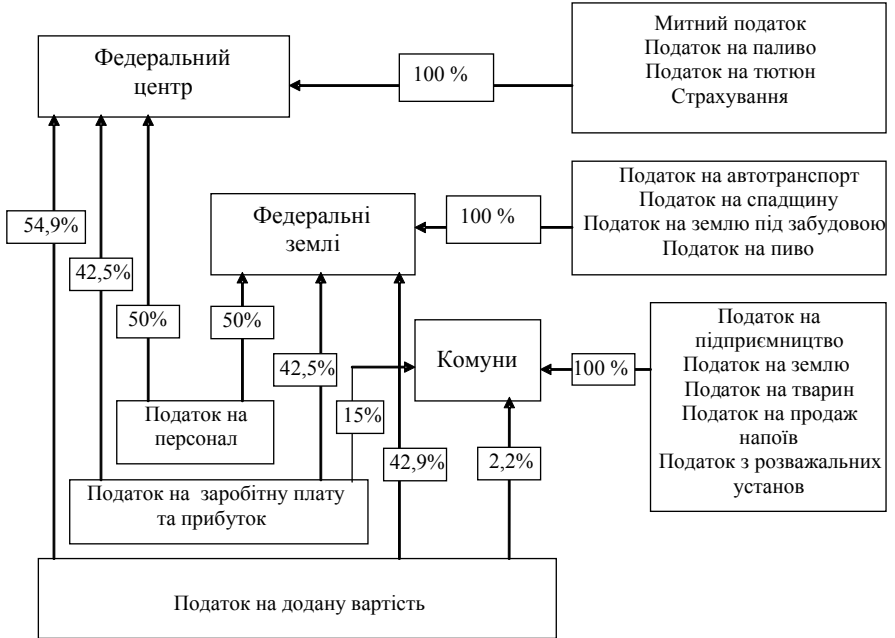 Митний податок
Податок на паливо
Податок на тютюн
Страхування
Федеральний
центр
100 %
Податок на автотранспорт
Податок на спадщину
Податок на землю під забудовою
Податок на пиво
Федеральні
землі
100 %
54,9%
42,5%
50%
50%
42,5%
Податок на
підприємництво
Податок на землю
Податок на тварин
Податок на продаж
напоїв
Податок з розважальних
установ
Комуни
100 %
15%
Податок на
персонал
42,9%
2,2%
Податок на заробітну плату
та прибуток
Податок на додану вартість